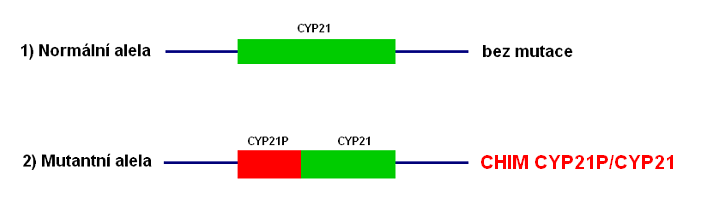 CYP21
1) Normální alela
bez mutace
CYP21P CYP21
2) Mutantní alela
CHIM CYP21P/CYP21